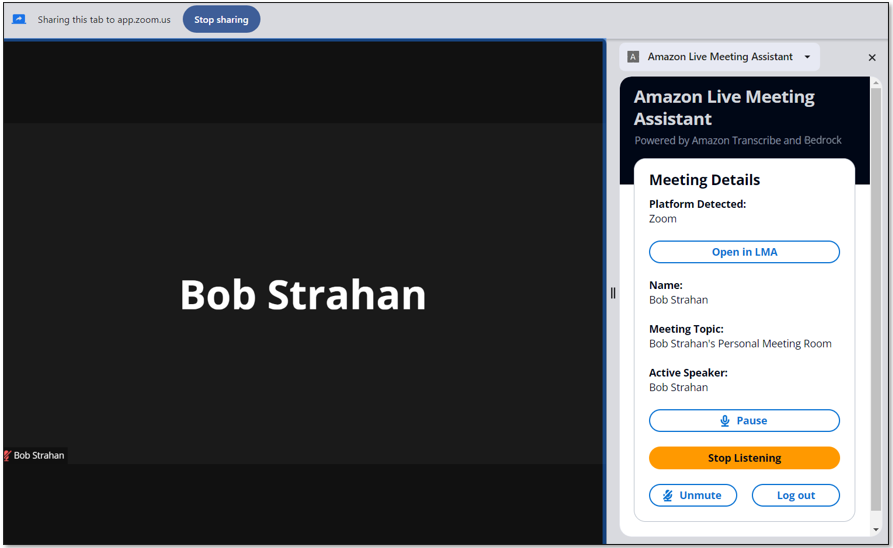 Sharing this tab to app.zoom.us
Stop sharing
Bob Strahan
Bob Strahan
A
Amazon Live Meeting Assistant
Amazon Live Meeting
Assistant
Powered by Amazon Transcribe and Bedrock
Meeting Details
Platform Detected:
Zoom
Open in LMA
Name:
Bob Strahan
Meeting Topic:
Bob Strahan's Personal Meeting Room
Active Speaker:
Bob Strahan
Pause
Stop Listening
Unmute
Log out